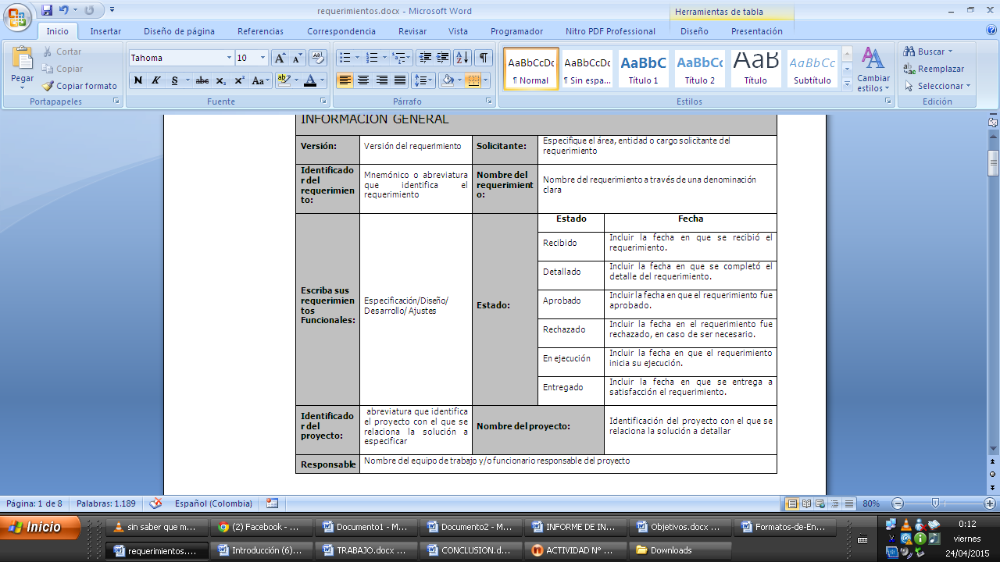 requerimientos.docx - Microsoft Word
Herramientas de tabla
Inicio Insertar Diseño de página Referencias Correspondencia Revisar Vista Programador Nitro PDF Professional Diseño Presentación
Pegar
Cortar
Copiar
Copiar formato
Portapapeles
Tahoma 10
N K S abc x₂ x² Aa
Fuente
Párrafo
AaBbCcDc AaBbCcDc AaBbC AaBbCc AaB AaBbCc
¶ Normal ¶ Sin espa... Título 1 Título 2 Título Subtítulo
Cambiar
estilos
Estilos
Buscar
Reemplazar
Seleccionar
Edición
INFORMACION GENERAL
Versión:
Versión del requerimiento
Solicitante:
Especifique el área, entidad o cargo solicitante del
requerimiento
Identificado
r del
requerimien
to:
Mnemónico o abreviatura
que identifica el
requerimiento
Nombre del
requerimient
o:
Nombre del requerimiento a través de una denominación
clara
Escriba sus
requerimien
tos
Funcionales:
Especificación/Diseño/
Desarrollo/ Ajustes
Estado:
Estado Fecha
Recibido
Incluir la fecha en que se recibió el
requerimiento.
Detallado
Incluir la fecha en que se completó el
detalle del requerimiento.
Aprobado
Incluir la fecha en que el requerimiento fue
aprobado.
Rechazado
Incluir la fecha en el requerimiento fue
rechazado, en caso de ser necesario.
En ejecución
Incluir la fecha en que el requerimiento
inicia su ejecución.
Entregado
Incluir la fecha en que se entrega a
satisfacción el requerimiento.
Identificado
r del
proyecto:
abreviatura que identifica
el proyecto con el que se
relaciona la solución a
especificar
Nombre del proyecto:
Identificación del proyecto con el que se
relaciona la solución a detallar
Responsable
Nombre del equipo de trabajo y/o funcionario responsable del proyecto
Página: 1 de 8 Palabras: 1.189 Español (Colombia) 80%
Inicio
sin saber que m... (2) Facebook - ... Documento1 - M... Documento2 - M... INFORME DE IN... Objetivos.docx ... Formatos-de-En...
requerimientos.... Introducción (6)... TRABAJO.docx ... CONCLUSION.d... ACTIVIDAD N° ... Downloads
0:12
viernes
24/04/2015